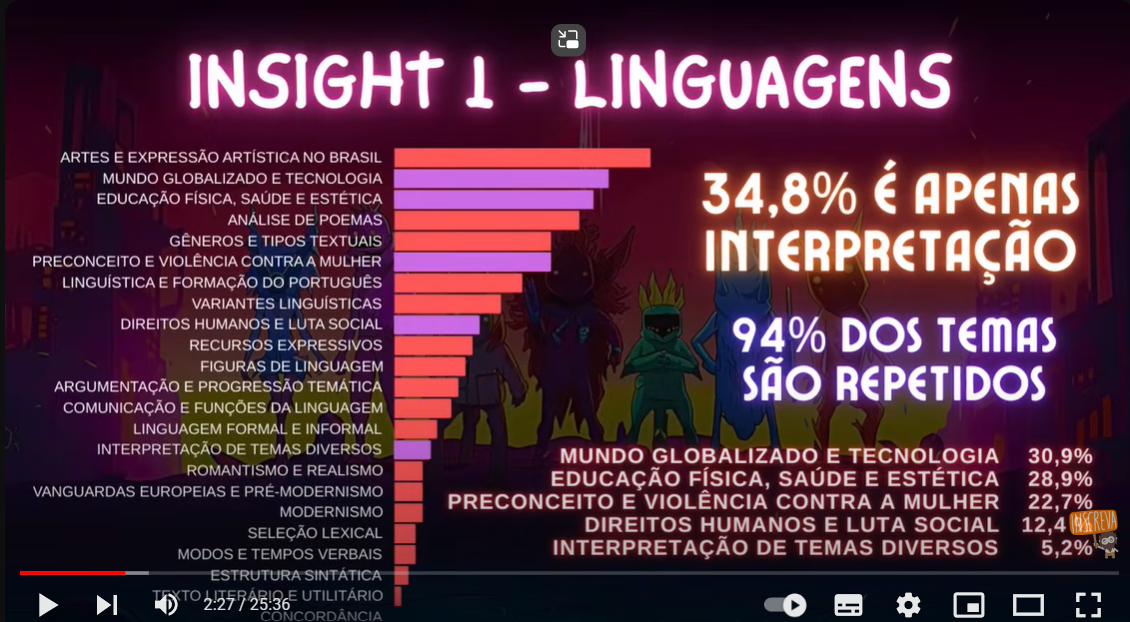 INSIGHT 1 - LINGUAGENS
ARTES E EXPRESSÃO ARTÍSTICA NO BRASIL
MUNDO GLOBALIZADO E TECNOLOGIA
EDUCAÇÃO FÍSICA, SAÚDE E ESTÉTICA
ANÁLISE DE POEMAS
GÊNEROS E TIPOS TEXTUAIS
PRECONCEITO E VIOLÊNCIA CONTRA A MULHER
LINGUÍSTICA E FORMAÇÃO DO PORTUGUÊS
VARIANTES LINGUÍSTICAS
DIREITOS HUMANOS E LUTA SOCIAL
RECURSOS EXPRESSIVOS
FIGURAS DE LINGUAGEM
ARGUMENTAÇÃO E PROGRESSÃO TEMÁTICA
COMUNICAÇÃO E FUNÇÕES DA LINGUAGEM
LINGUAGEM FORMAL E INFORMAL
INTERPRETAÇÃO DE TEMAS DIVERSOS
ROMANTISMO E REALISMO
VANGUARDAS EUROPEIAS E PRÉ-MODERNISMO
MODERNISMO
SELEÇÃO LEXICAL
MODOS E TEMPOS VERBAIS
ESTRUTURA SINTÁTICA
TEXTO LITERÁRIO E UTILITÁRIO
CONCORDÂNCIA
34,8% É APENAS
INTERPRETAÇÃO
94% DOS TEMAS
SÃO REPETIDOS
MUNDO GLOBALIZADO E TECNOLOGIA 30,9%
EDUCAÇÃO FÍSICA, SAÚDE E ESTÉTICA 28,9%
PRECONCEITO E VIOLÊNCIA CONTRA A MULHER 22,7%
DIREITOS HUMANOS E LUTA SOCIAL 12,4
INTERPRETAÇÃO DE TEMAS DIVERSOS 5,2%
INSCREVA
2:27 / 25:36